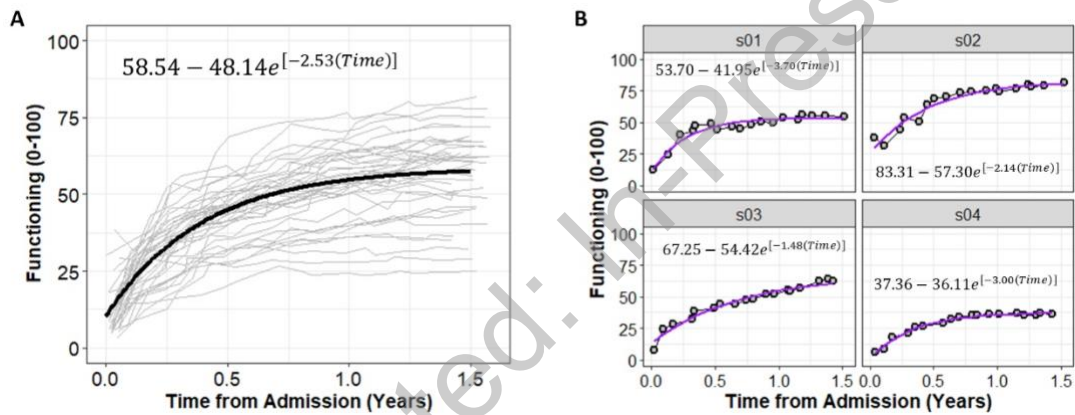 A
100
75
50
25
0
Functioning (0-100)
58.54 − 48.14e^[−2.53(Time)]
0.0 0.5 1.0 1.5
Time from Admission (Years)
B
s01 s02
100
75
50
25
0
53.70 − 41.95e^[−3.70(Time)]
83.31 − 57.30e^[−2.14(Time)]
s03 s04
100
75
50
25
0
67.25 − 54.42e^[−1.48(Time)]
37.36 − 36.11e^[−3.00(Time)]
Functioning (0-100)
0.0 0.5 1.0 1.5 0.0 0.5 1.0 1.5
Time from Admission (Years)
ted: In-Press